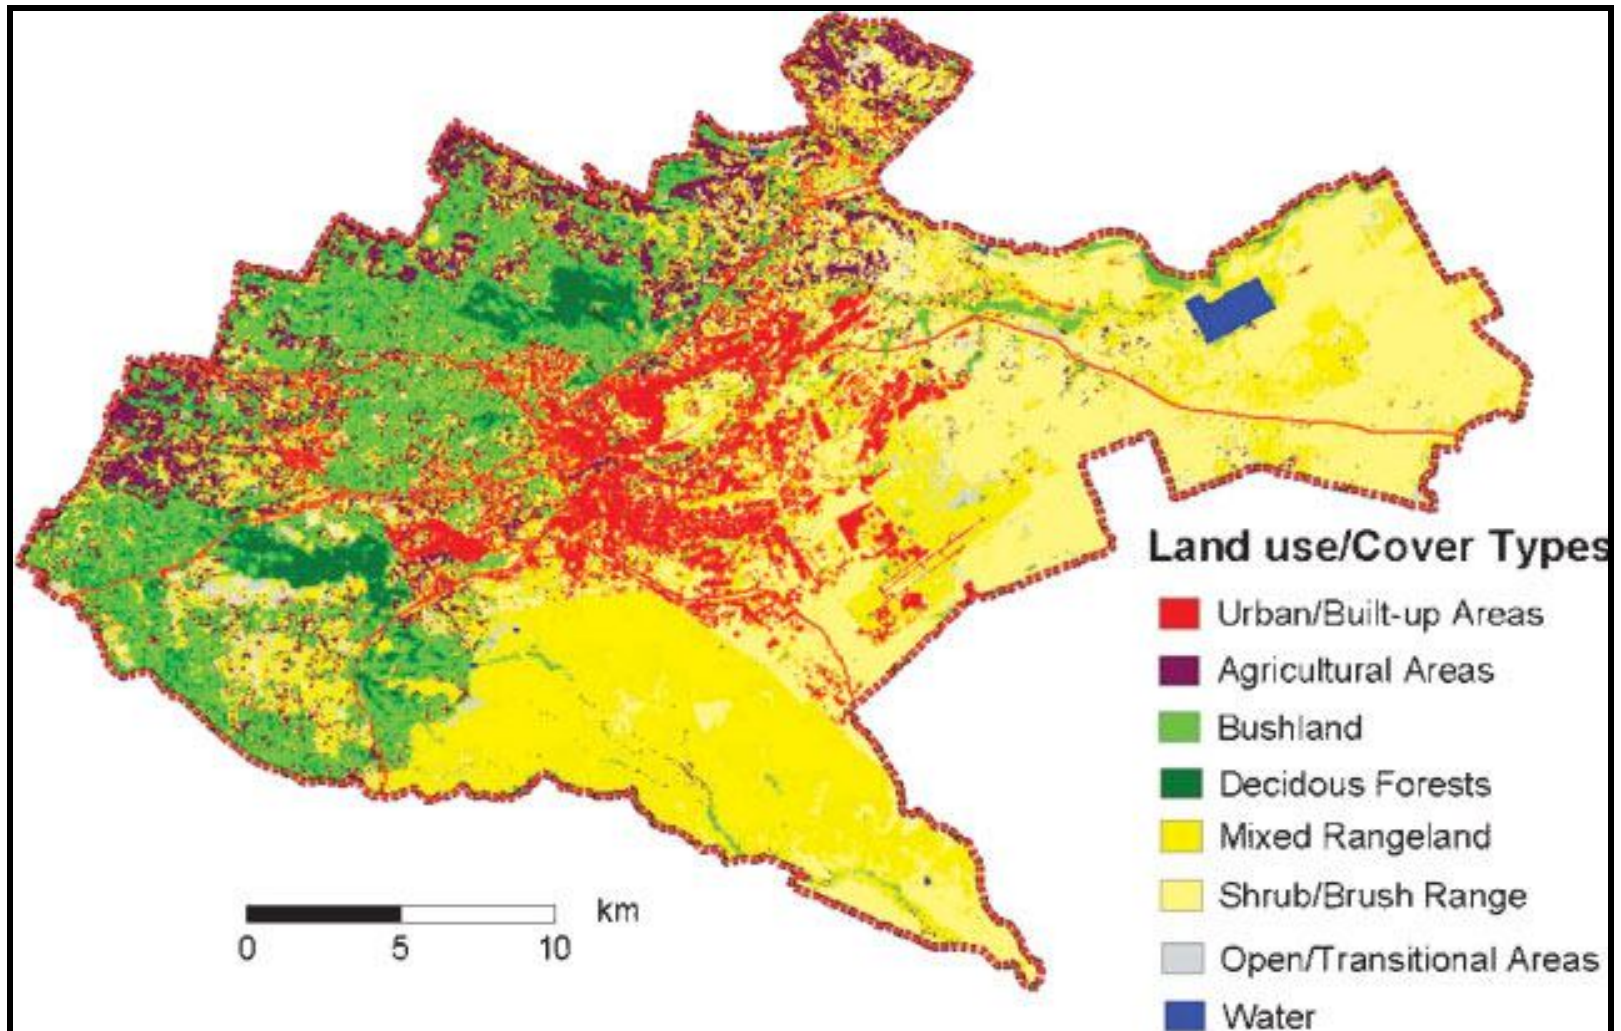 Land use/Cover Types
Urban/Built-up Areas
Agricultural Areas
Bushland
Decidous Forests
Mixed Rangeland
Shrub/Brush Range
Open/Transitional Areas
Water
km
0 5 10